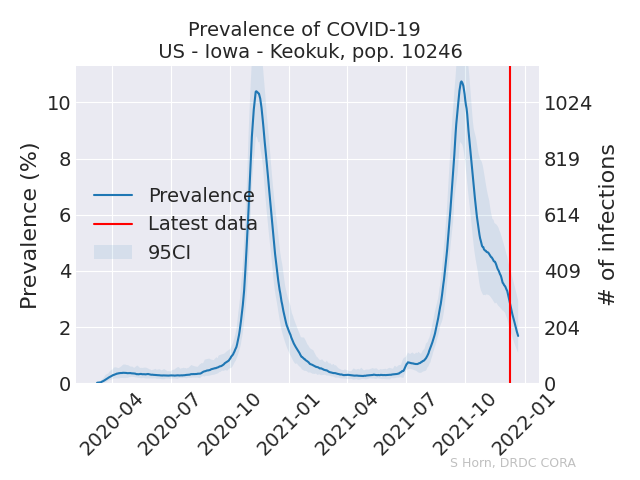 Prevalence of COVID-19
US - Iowa - Keokuk, pop. 10246
Prevalence (%)
10
8
6
4
2
0
Prevalence
Latest data
95CI
1024
819
614
409
204
0
# of infections
2020-04
2020-07
2020-10
2021-01
2021-04
2021-07
2021-10
2022-01
S Horn, DRDC CORA